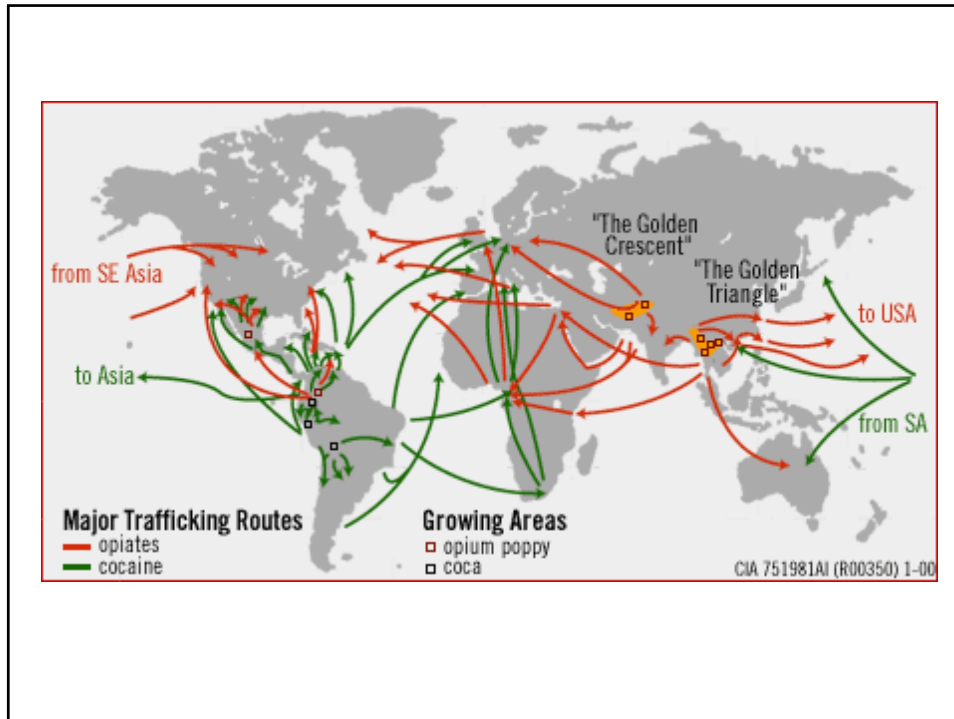 "The Golden
Crescent"
"The Golden
Triangle"
from SE Asia
to USA
to Asia
from SA
Major Trafficking Routes
opiates
cocaine
Growing Areas
opium poppy
coca
CIA 751981AI (R00350) 1-00